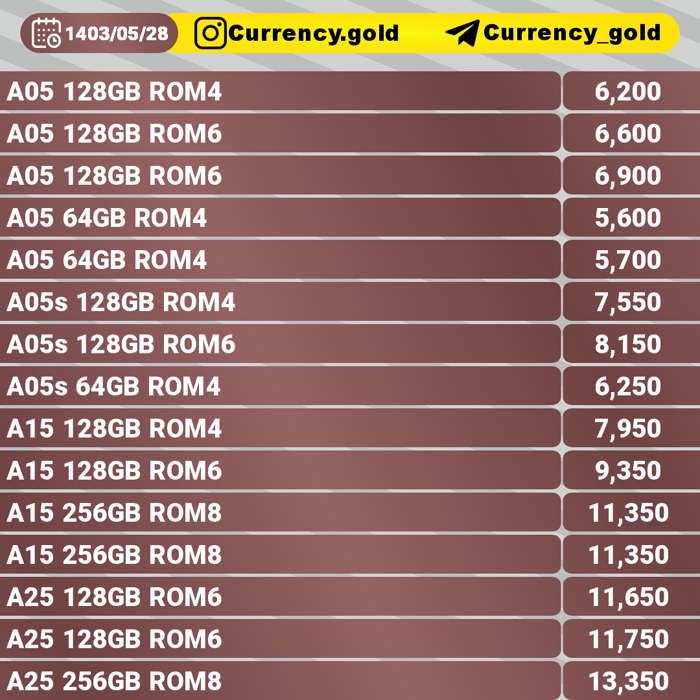 1403/05/28 Currency.gold Currency_gold
A05 128GB ROM4 6,200
A05 128GB ROM6 6,600
A05 128GB ROM6 6,900
A05 64GB ROM4 5,600
A05 64GB ROM4 5,700
A05s 128GB ROM4 7,550
A05s 128GB ROM6 8,150
A05s 64GB ROM4 6,250
A15 128GB ROM4 7,950
A15 128GB ROM6 9,350
A15 256GB ROM8 11,350
A15 256GB ROM8 11,350
A25 128GB ROM6 11,650
A25 128GB ROM6 11,750
A25 256GB ROM8 13,350